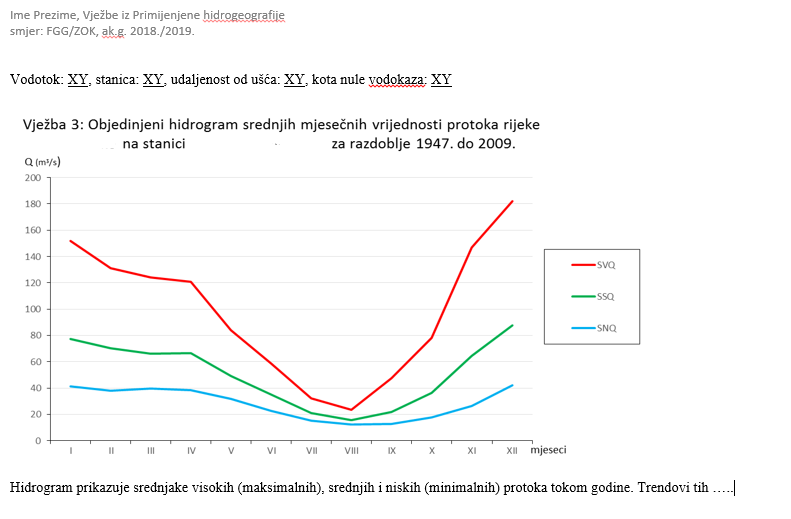 Ime Prezime, Vježbe iz Primijenjene hidrogeografije
smjer: FGG/ZOK, ak.g. 2018./2019.
Vodotok: XY, stanica: XY, udaljenost od ušća: XY, kota nule vodokaza: XY
Vježba 3: Objedinjeni hidrogram srednjih mjesečnih vrijednosti protoka rijeke
na stanici za razdoblje 1947. do 2009.
Q (m³/s)
200
180
160
140
120
100
80
60
40
20
0
I II III IV V VI VII VIII IX X XI XII mjeseci
SVQ
SSQ
SNQ
Hidrogram prikazuje srednjake visokih (maksimalnih), srednjih i niskih (minimalnih) protoka tokom godine. Trendovi tih …..